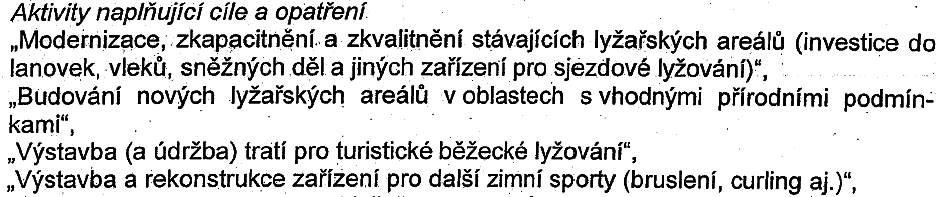 Aktivity naplňující cíle a opatření
„Modernizace, zkapacitnění a zkvalitnění stávajících lyžařských areálů (investice do
lanovek, vleků, sněžných děl a jiných zařízení pro sjezdové lyžování)“,
„Budování nových lyžařských areálů v oblastech s vhodnými přírodními podmín-
kami“,
„Výstavba (a údržba) tratí pro turistické běžecké lyžování“,
„Výstavba a rekonstrukce zařízení pro další zimní sporty (bruslení, curling aj.)“,